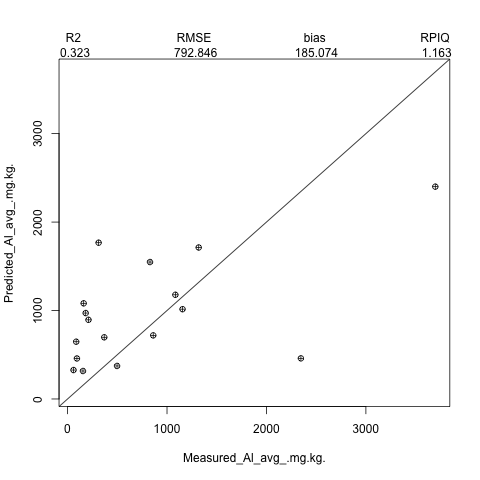 R2 RMSE bias RPIQ
0.323 792.846 185.074 1.163
3000
2000
1000
0
Predicted_Al_avg_.mg.kg.
0 1000 2000 3000
Measured_Al_avg_.mg.kg.